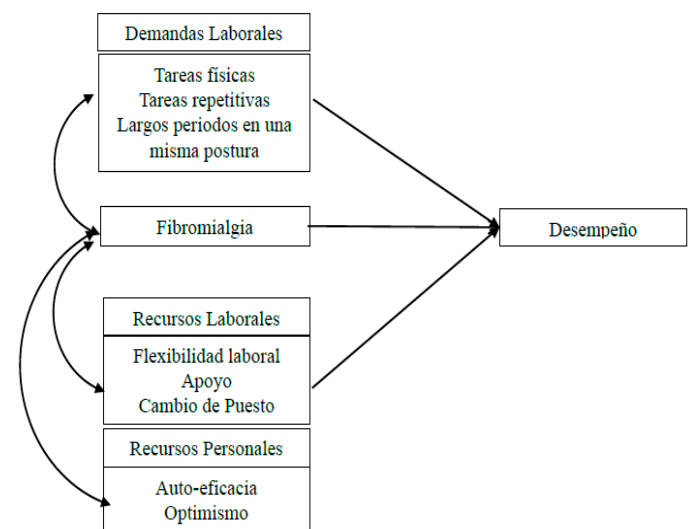 Demandas Laborales
Tareas físicas
Tareas repetitivas
Largos periodos en una
misma postura
Fibromialgia
Desempeño
Recursos Laborales
Flexibilidad laboral
Apoyo
Cambio de Puesto
Recursos Personales
Auto-eficacia
Optimismo